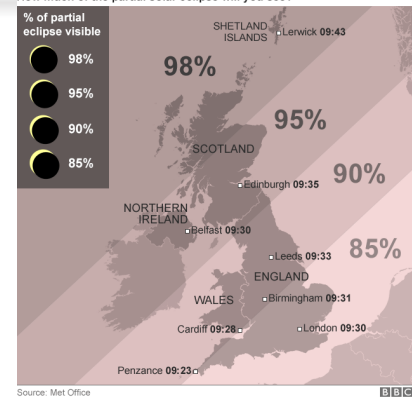 % of partial
eclipse visible
98%
95%
90%
85%
SHETLAND
ISLANDS
Lerwick 09:43
98%
95%
SCOTLAND
90%
Edinburgh 09:35
NORTHERN
IRELAND
Belfast 09:30
85%
Leeds 09:33
ENGLAND
WALES
Birmingham 09:31
Cardiff 09:28
London 09:30
Penzance 09:23
Source: Met Office
BBC